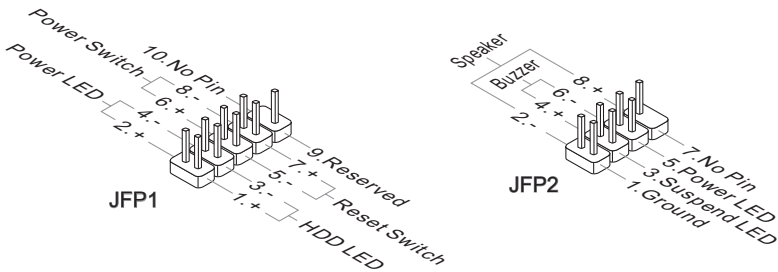 10.No Pin
Power Switch
8.-
6.+
Power LED
4.-
2.+
9.Reserved
7.+
5.-
Reset Switch
3.-
1.+
HDD LED
JFP1
Speaker
Buzzer
8.+
6.-
4.+
2.-
7.No Pin
5.Power LED
3.Suspend LED
1.Ground
JFP2